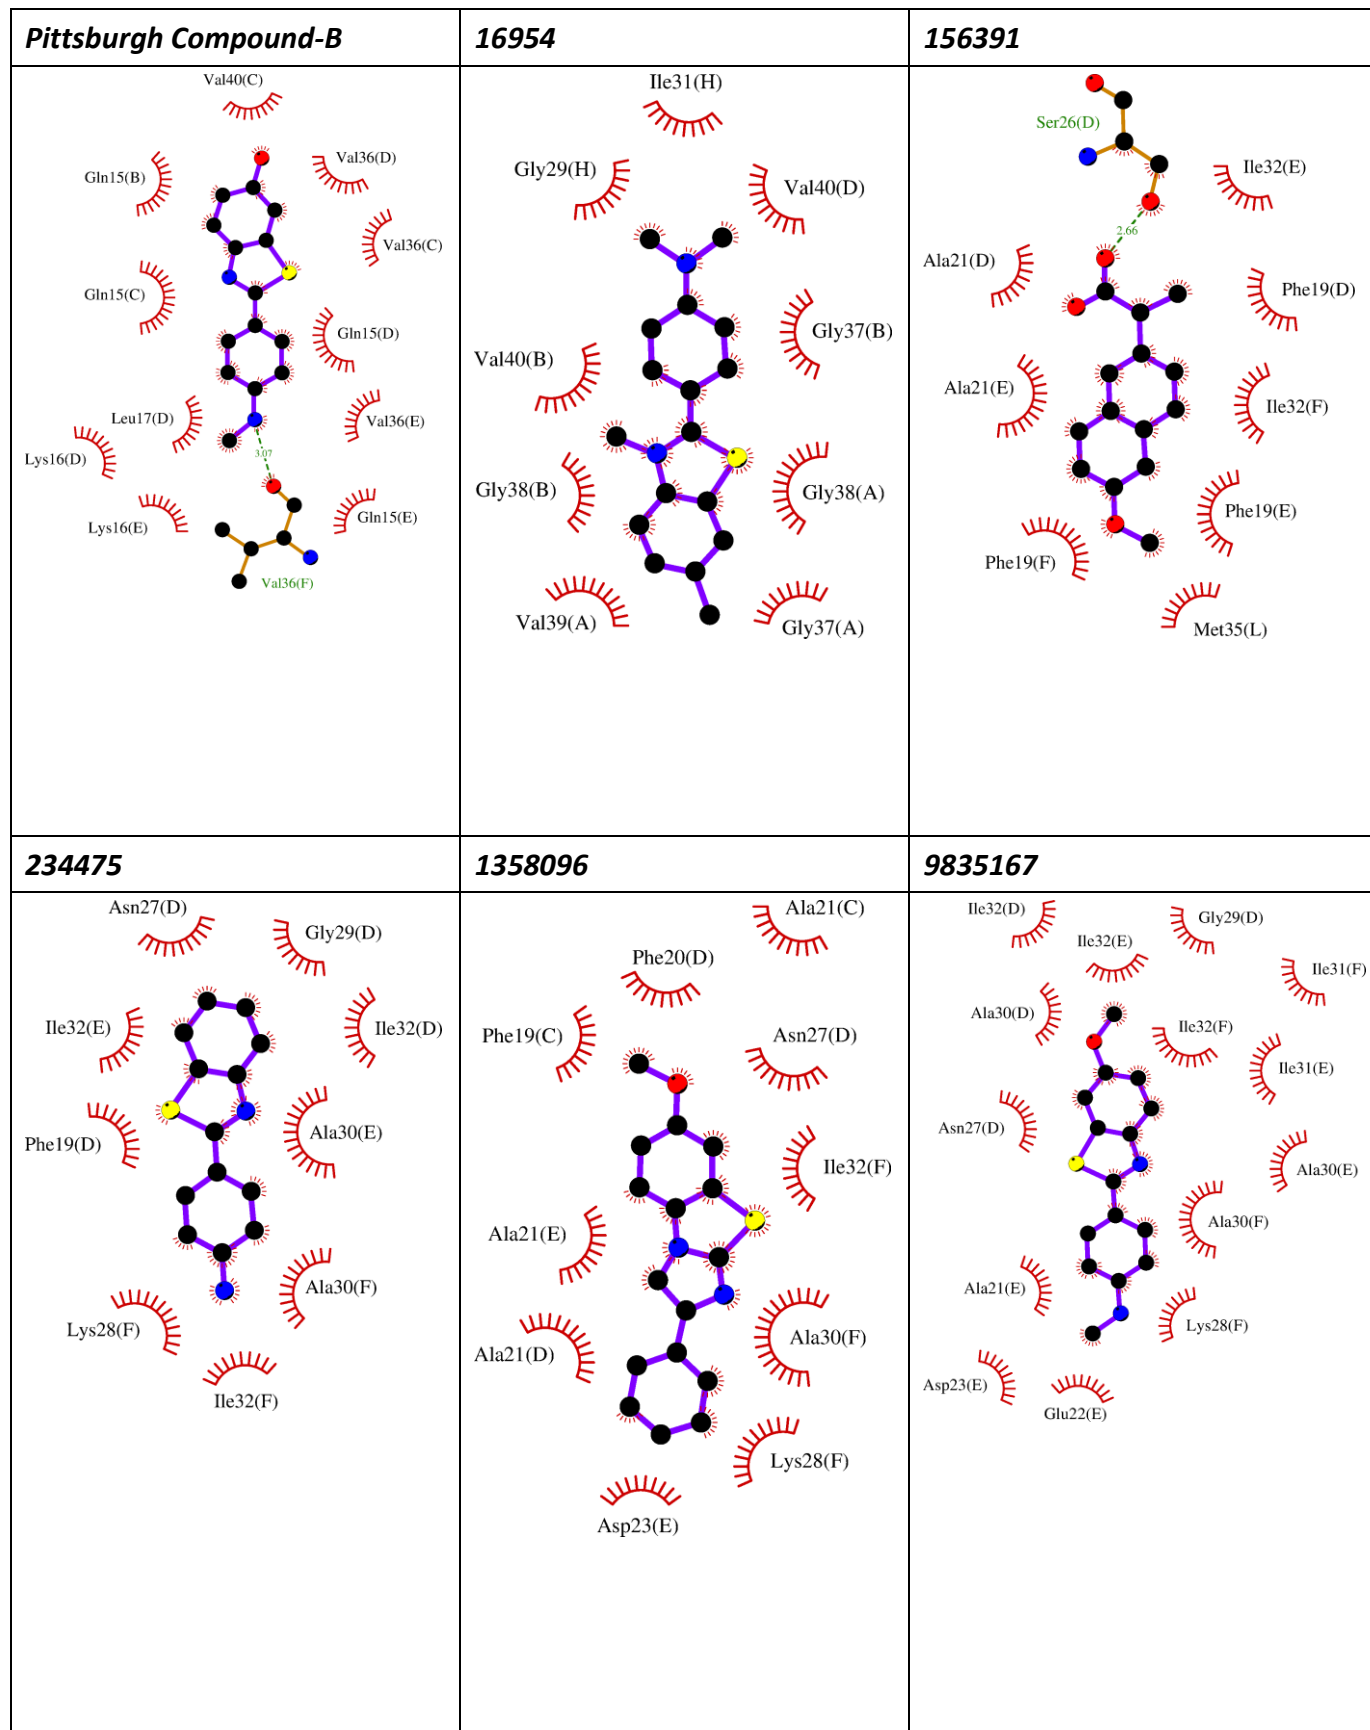 Pittsburgh Compound-B
16954
156391
Val40(C)
Gln15(B)
Val36(D)
Val36(C)
Gln15(C)
Gln15(D)
Leu17(D)
Val36(E)
Lys16(D)
3.07
Lys16(E)
Gln15(E)
Val36(F)
Ile31(H)
Gly29(H)
Val40(D)
Gly37(B)
Val40(B)
Gly38(B)
Gly38(A)
Val39(A)
Gly37(A)
Ser26(D)
Ile32(E)
2.66
Ala21(D)
Phe19(D)
Ala21(E)
Ile32(F)
Phe19(E)
Phe19(F)
Met35(L)
234475
1358096
9835167
Asn27(D)
Gly29(D)
Ile32(E)
Ile32(D)
Phe19(D)
Ala30(E)
Ala30(F)
Lys28(F)
Ile32(F)
Ala21(C)
Phe20(D)
Phe19(C)
Asn27(D)
Ile32(F)
Ala21(E)
Ala21(D)
Ala30(F)
Lys28(F)
Asp23(E)
Ile32(D)
Gly29(D)
Ile32(E)
Ile31(F)
Ala30(D)
Ile32(F)
Ile31(E)
Asn27(D)
Ala30(E)
Ala30(F)
Ala21(E)
Lys28(F)
Asp23(E)
Glu22(E)